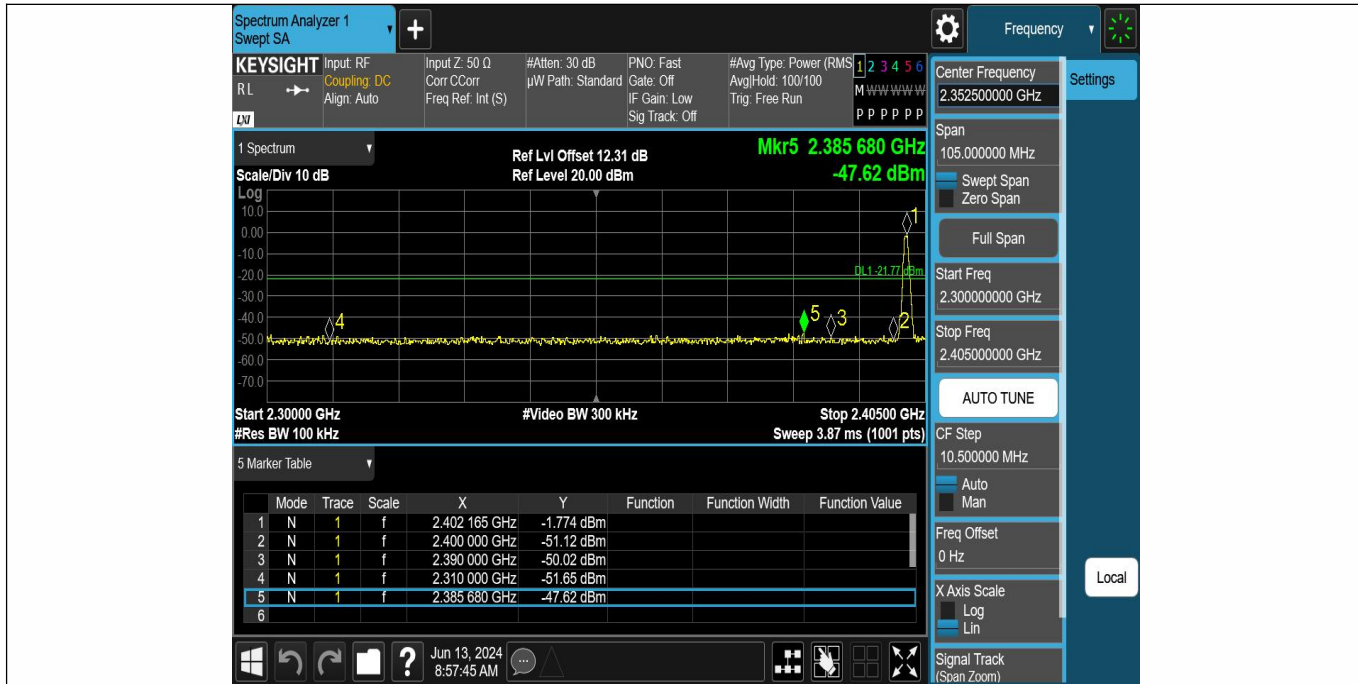 Spectrum Analyzer 1
Swept SA
+
Frequency
KEYSIGHT
RL
LXI
Input: RF
Coupling: DC
Align: Auto
Input Z: 50 Ω
Corr CCorr
Freq Ref: Int (S)
#Atten: 30 dB
µW Path: Standard
PNO: Fast
Gate: Off
IF Gain: Low
Sig Track: Off
#Avg Type: Power (RMS
Avg|Hold: 100/100
Trig: Free Run
1 2 3 4 5 6
M W W W W W
P P P P P P
1 Spectrum
Scale/Div 10 dB
Ref Lvl Offset 12.31 dB
Ref Level 20.00 dBm
Mkr5 2.385 680 GHz
-47.62 dBm
Log
10.0
0.00
-10.0
-20.0
-30.0
-40.0
-50.0
-60.0
-70.0
1
DL1 -21.77 dBm
4
5
3
2
Start 2.30000 GHz
#Video BW 300 kHz
Stop 2.40500 GHz
#Res BW 100 kHz
Sweep 3.87 ms (1001 pts)
5 Marker Table
Mode Trace Scale X Y Function Function Width Function Value
1 N 1 f 2.402 165 GHz -1.774 dBm
2 N 1 f 2.400 000 GHz -51.12 dBm
3 N 1 f 2.390 000 GHz -50.02 dBm
4 N 1 f 2.310 000 GHz -51.65 dBm
5 N 1 f 2.385 680 GHz -47.62 dBm
6
?
Jun 13, 2024
8:57:45 AM
Center Frequency
2.352500000 GHz
Settings
Span
105.000000 MHz
Swept Span
Zero Span
Full Span
Start Freq
2.300000000 GHz
Stop Freq
2.405000000 GHz
AUTO TUNE
CF Step
10.500000 MHz
Auto
Man
Freq Offset
0 Hz
Local
X Axis Scale
Log
Lin
Signal Track
(Span Zoom)